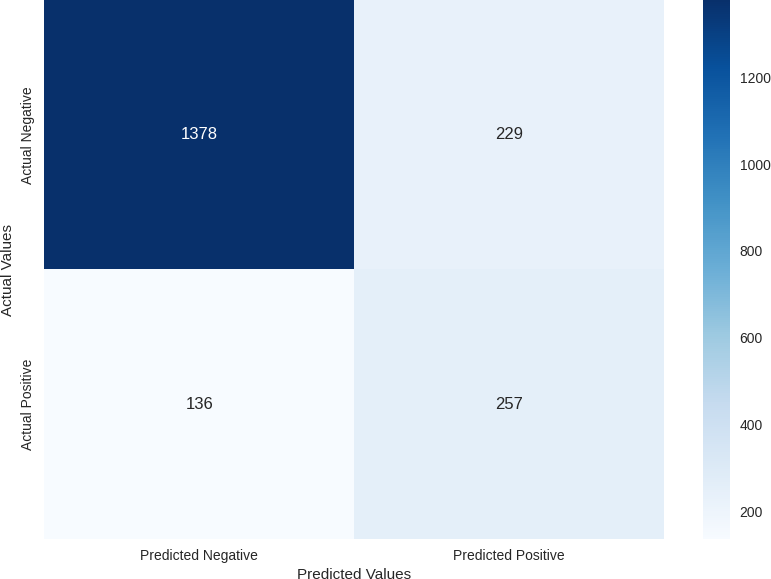 Actual Values
Actual Negative
Actual Positive
1378
229
136
257
Predicted Negative
Predicted Positive
Predicted Values
1200
1000
800
600
400
200